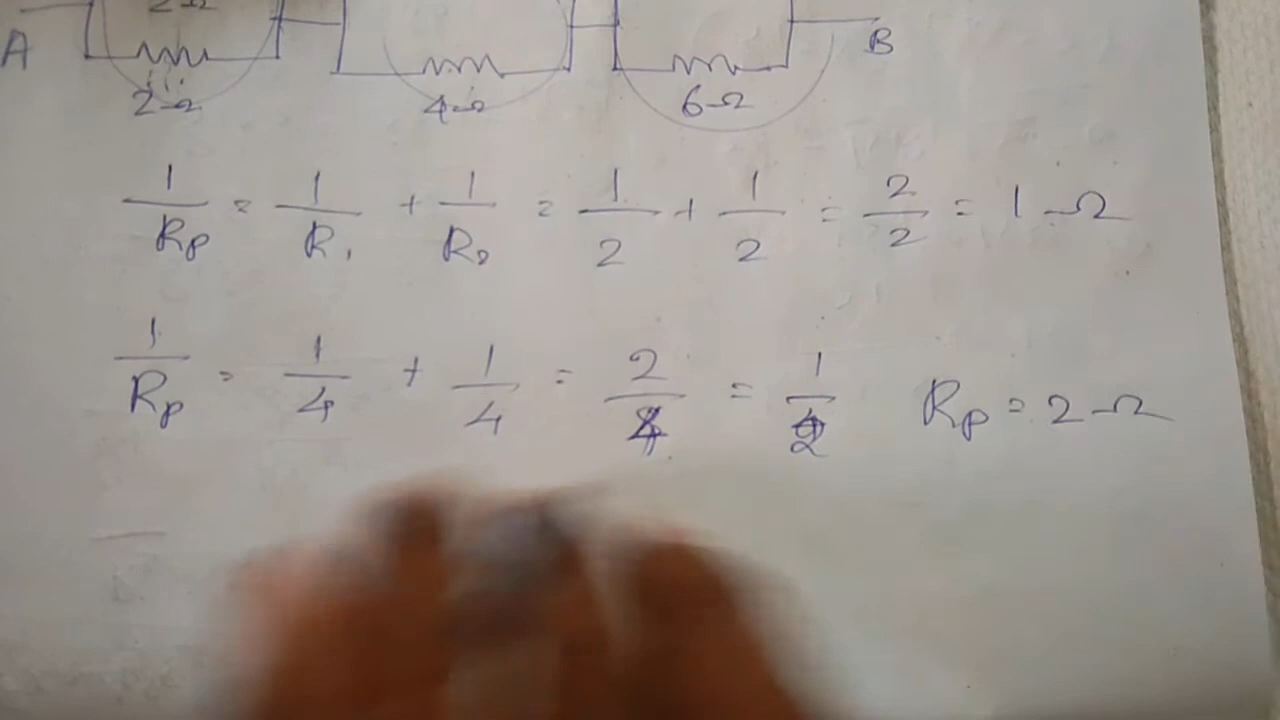 2Ω
A B
2Ω 4Ω 6Ω
1/Rp = 1/R1 + 1/R2 = 1/2 + 1/2 = 2/2 = 1Ω
1/Rp = 1/4 + 1/4 = 2/4 = 1/2 Rp = 2Ω